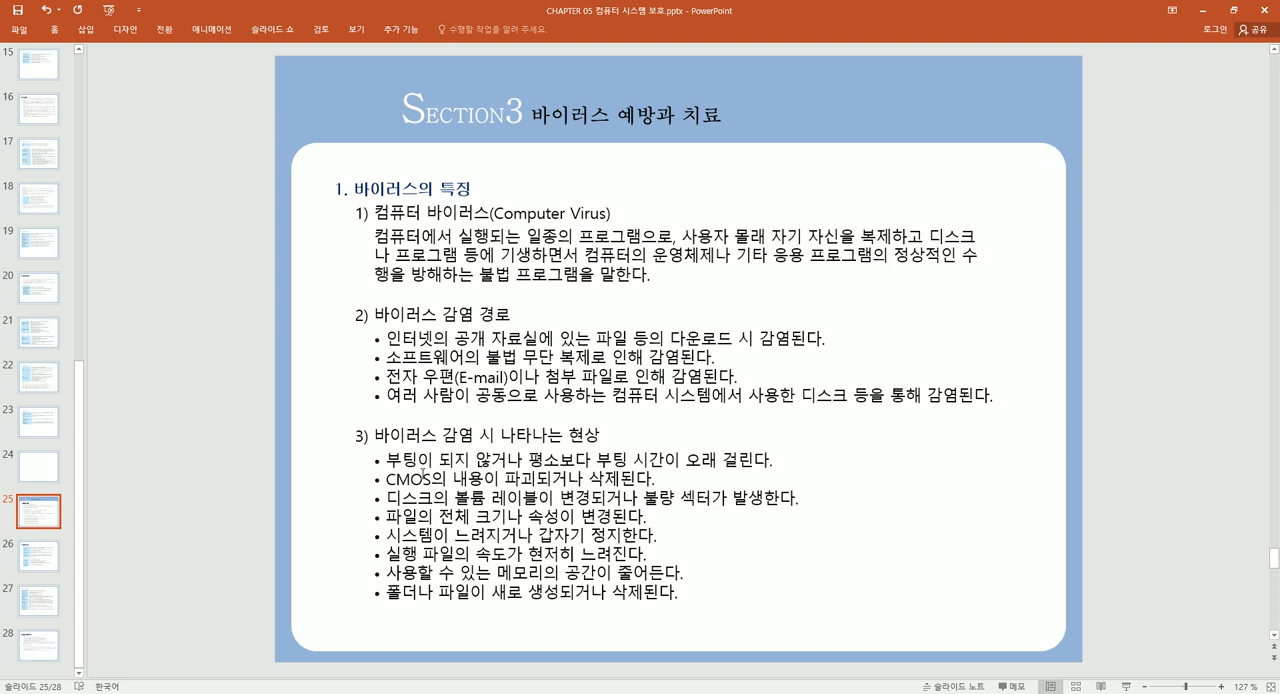 CHAPTER 05 컴퓨터 시스템 보호.pptx - PowerPoint
파일 홈 삽입 디자인 전환 애니메이션 슬라이드 쇼 검토 보기 추가 기능 수행할 작업을 알려 주세요. 로그인 공유
15
16
17
18
19
20
21
22
23
24
25
26
27
28
SECTION3 바이러스 예방과 치료
1. 바이러스의 특징
1) 컴퓨터 바이러스(Computer Virus)
컴퓨터에서 실행되는 일종의 프로그램으로, 사용자 몰래 자기 자신을 복제하고 디스크
나 프로그램 등에 기생하면서 컴퓨터의 운영체제나 기타 응용 프로그램의 정상적인 수
행을 방해하는 불법 프로그램을 말한다.
2) 바이러스 감염 경로
• 인터넷의 공개 자료실에 있는 파일 등의 다운로드 시 감염된다.
• 소프트웨어의 불법 무단 복제로 인해 감염된다.
• 전자 우편(E-mail)이나 첨부 파일로 인해 감염된다.
• 여러 사람이 공동으로 사용하는 컴퓨터 시스템에서 사용한 디스크 등을 통해 감염된다.
3) 바이러스 감염 시 나타나는 현상
• 부팅이 되지 않거나 평소보다 부팅 시간이 오래 걸린다.
• CMOS의 내용이 파괴되거나 삭제된다.
• 디스크의 볼륨 레이블이 변경되거나 불량 섹터가 발생한다.
• 파일의 전체 크기나 속성이 변경된다.
• 시스템이 느려지거나 갑자기 정지한다.
• 실행 파일의 속도가 현저히 느려진다.
• 사용할 수 있는 메모리의 공간이 줄어든다.
• 폴더나 파일이 새로 생성되거나 삭제된다.
슬라이드 25/28 한국어 슬라이드 노트 메모 127 %